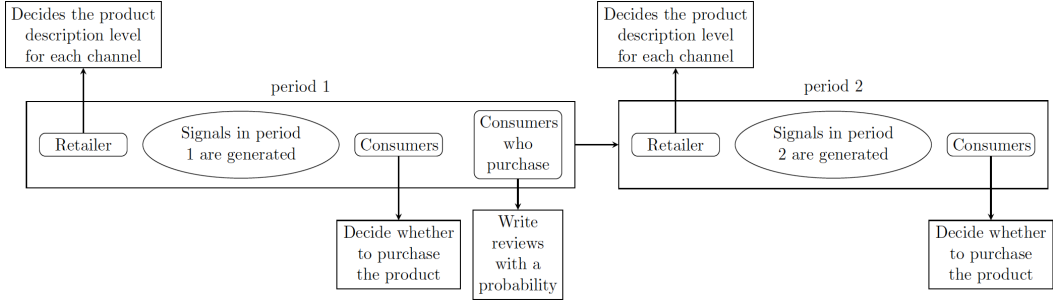 Decides the product
description level
for each channel
period 1
Retailer
Signals in period
1 are generated
Consumers
Consumers
who
purchase
Decide whether
to purchase
the product
Write
reviews
with a
probability
Decides the product
description level
for each channel
period 2
Retailer
Signals in period
2 are generated
Consumers
Decide whether
to purchase
the product